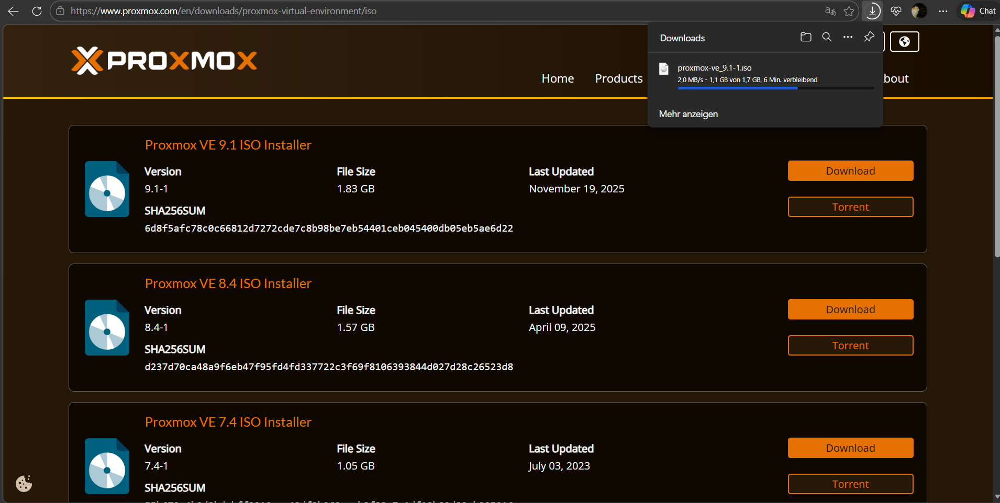 https://www.proxmox.com/en/downloads/proxmox-virtual-environment/iso
Chat
PROXMOX
Home Products
Downloads
proxmox-ve_9.1-1.iso
2,0 MB/s - 1,1 GB von 1,7 GB, 6 Min. verbleibend
Mehr anzeigen
bout
Proxmox VE 9.1 ISO Installer
Version File Size Last Updated
9.1-1 1.83 GB November 19, 2025
SHA256SUM
6d8f5afc78c0c66812d7272cde7c8b98be7eb54401ceb045400db05eb5ae6d22
Download
Torrent
Proxmox VE 8.4 ISO Installer
Version File Size Last Updated
8.4-1 1.57 GB April 09, 2025
SHA256SUM
d237d70ca48a9f6eb47f95fd4fd337722c3f69f8106393844d027d28c26523d8
Download
Torrent
Proxmox VE 7.4 ISO Installer
Version File Size Last Updated
7.4-1 1.05 GB July 03, 2023
SHA256SUM
Download
Torrent